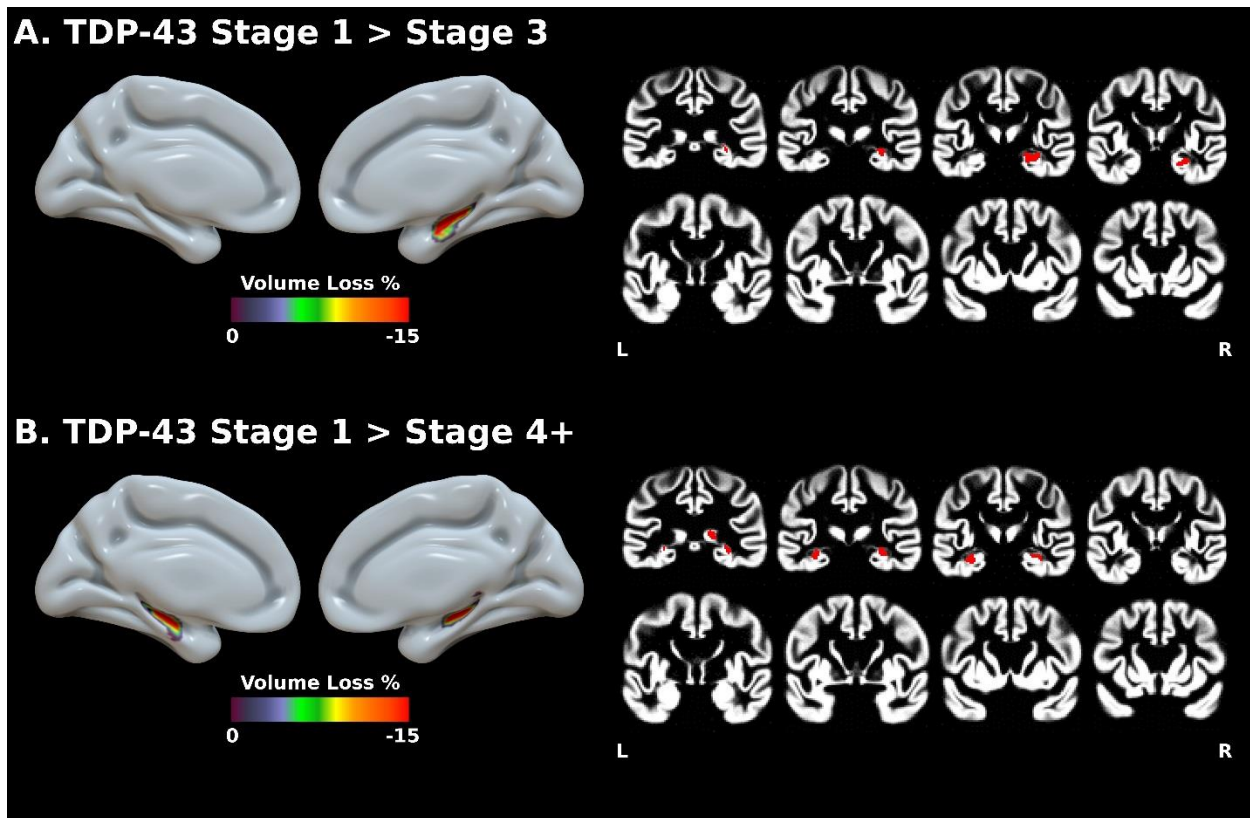 A. TDP-43 Stage 1 > Stage 3
Volume Loss %
0 -15
L R
B. TDP-43 Stage 1 > Stage 4+
Volume Loss %
0 -15
L R